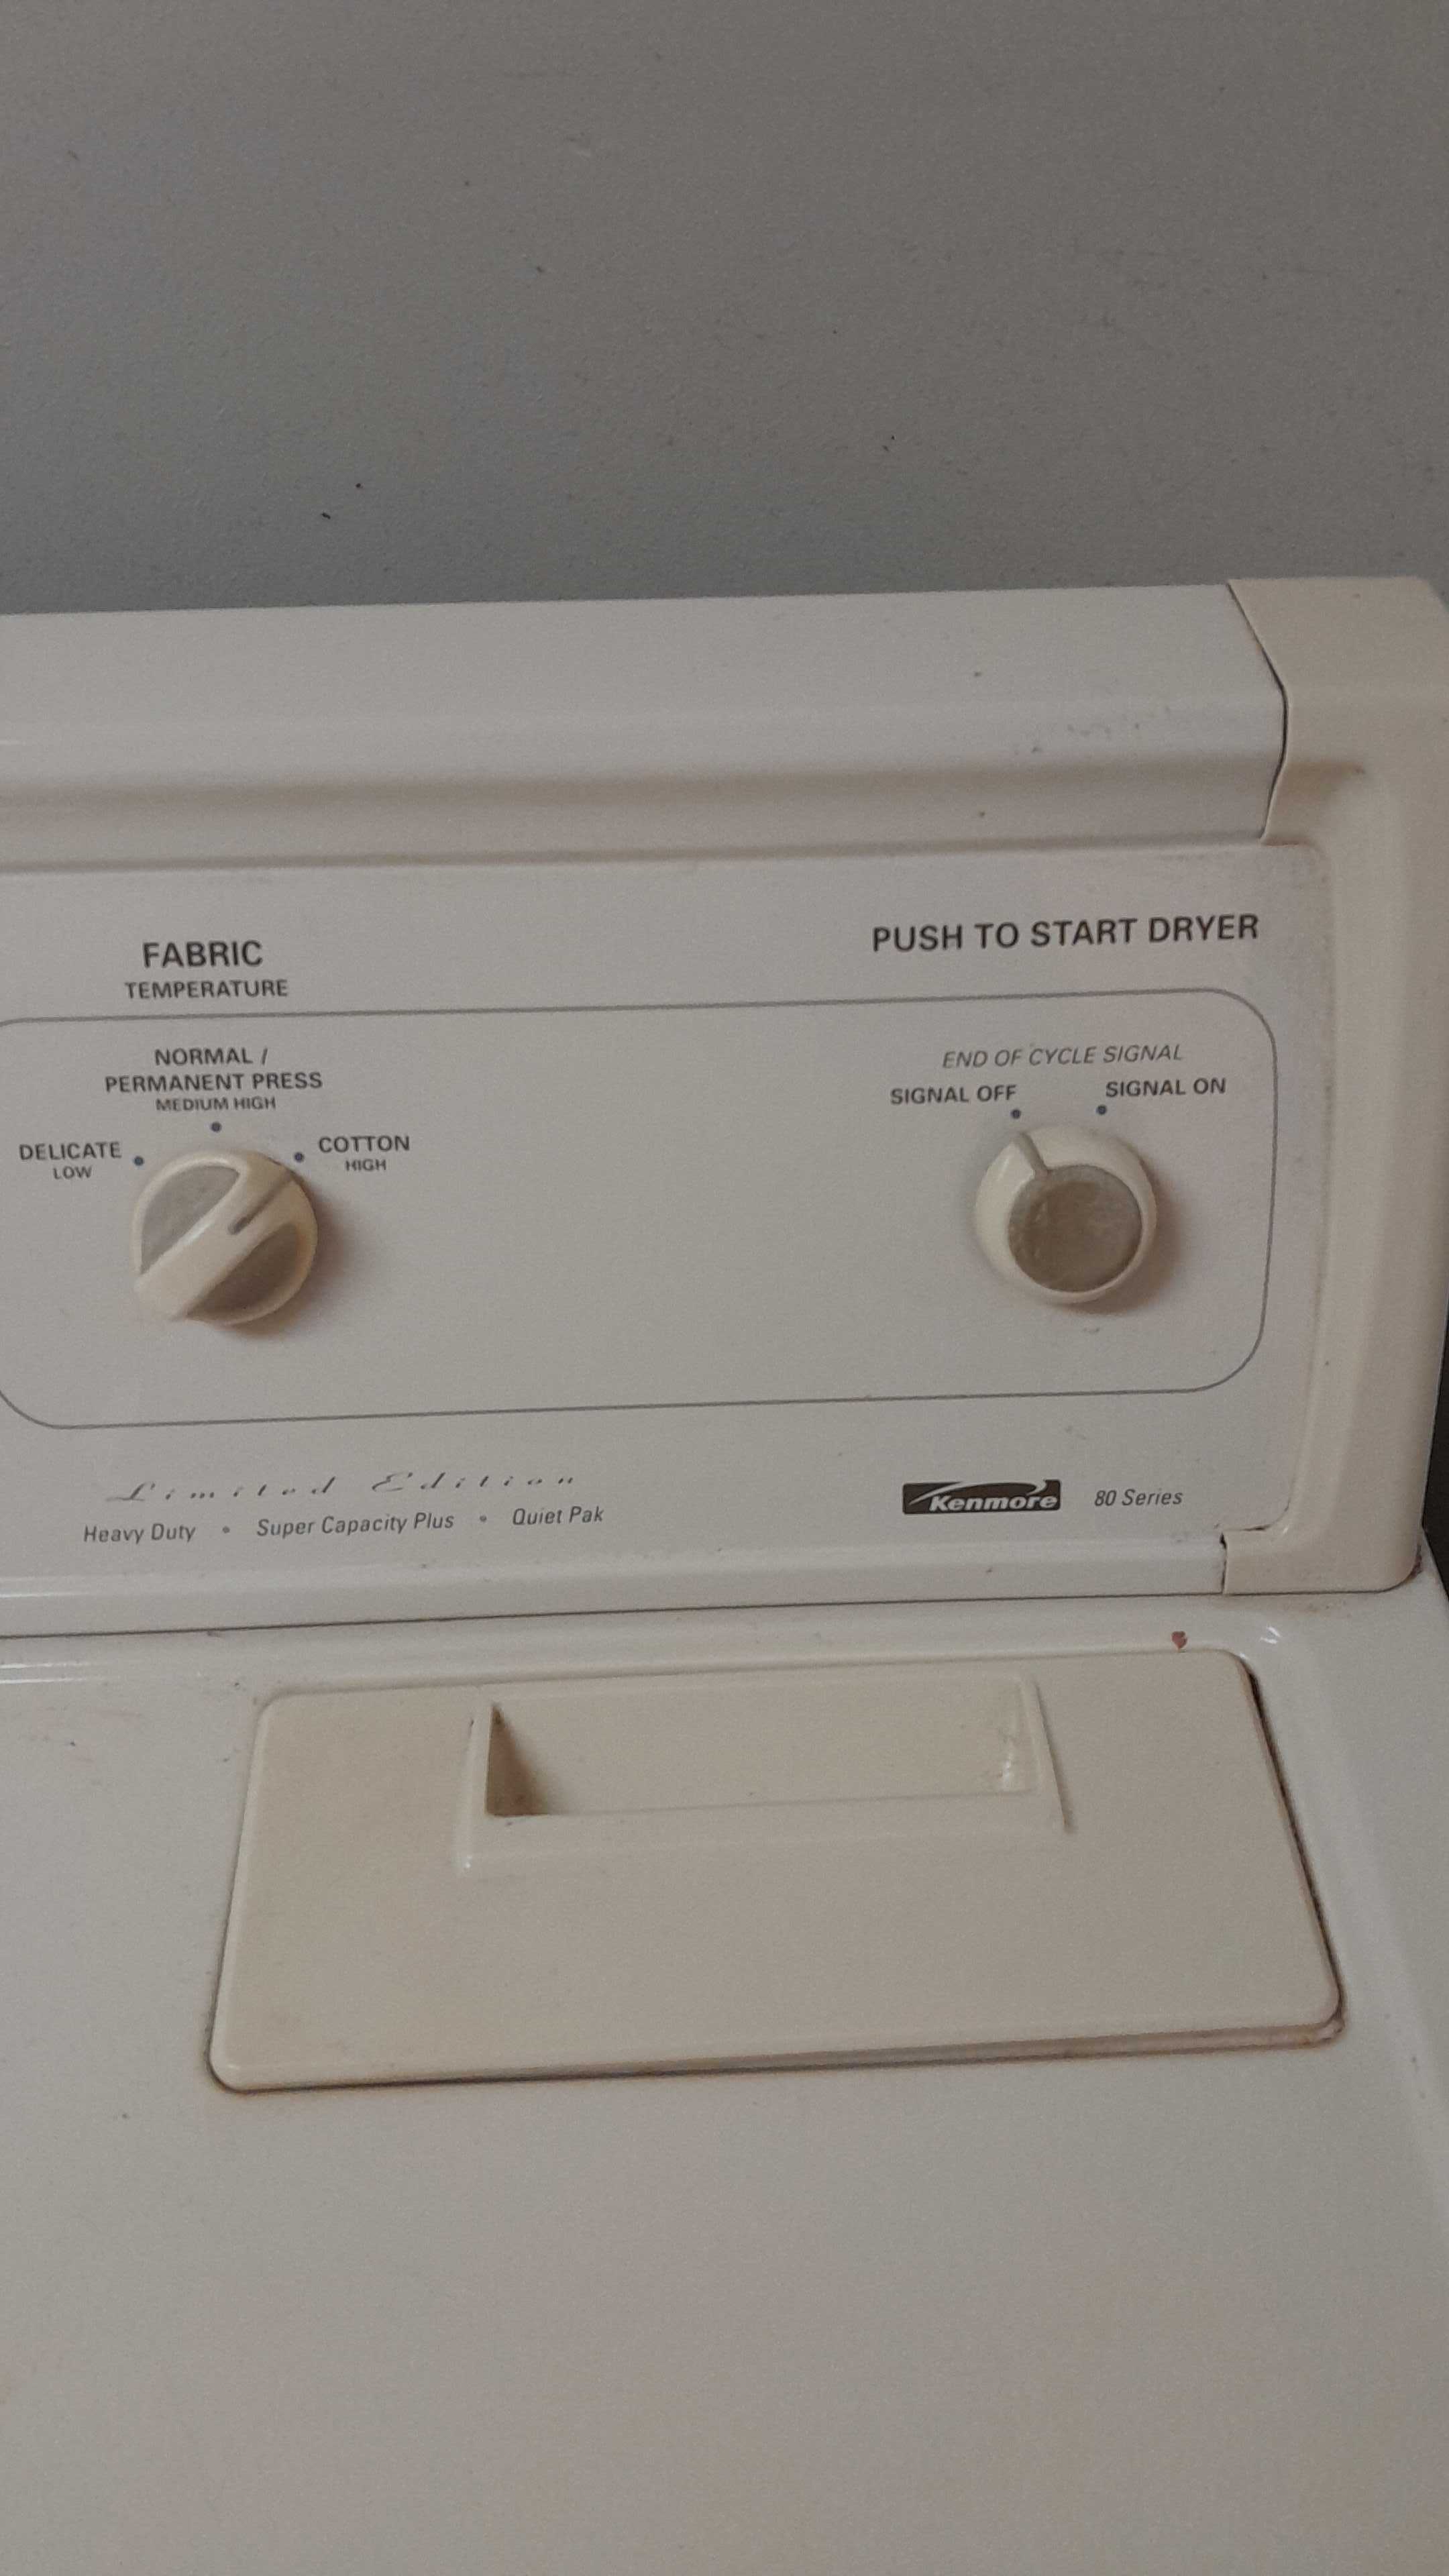 FABRIC
TEMPERATURE
NORMAL /
PERMANENT PRESS
MEDIUM HIGH
DELICATE
LOW
COTTON
HIGH
PUSH TO START DRYER
END OF CYCLE SIGNAL
SIGNAL OFF
SIGNAL ON
Limited Edition
Heavy Duty • Super Capacity Plus • Quiet Pak
Kenmore 80 Series